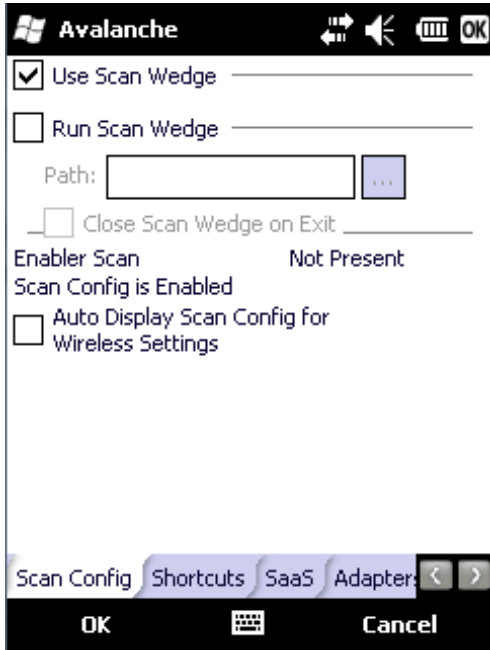 Avalanche OK
Use Scan Wedge
Run Scan Wedge
Path: ...
Close Scan Wedge on Exit
Enabler Scan Not Present
Scan Config is Enabled
Auto Display Scan Config for
Wireless Settings
Scan Config Shortcuts SaaS Adapter
OK Cancel